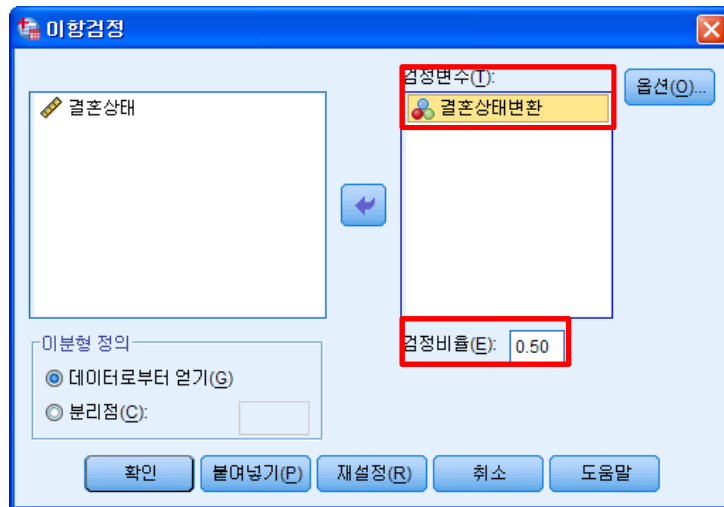 이항검정
검정변수(T):
옵션(O)...
결혼상태
결혼상태변환
이분형 정의
데이터로부터 얻기(G)
분리점(C):
검정비율(E): 0.50
확인
붙여넣기(P)
재설정(R)
취소
도움말